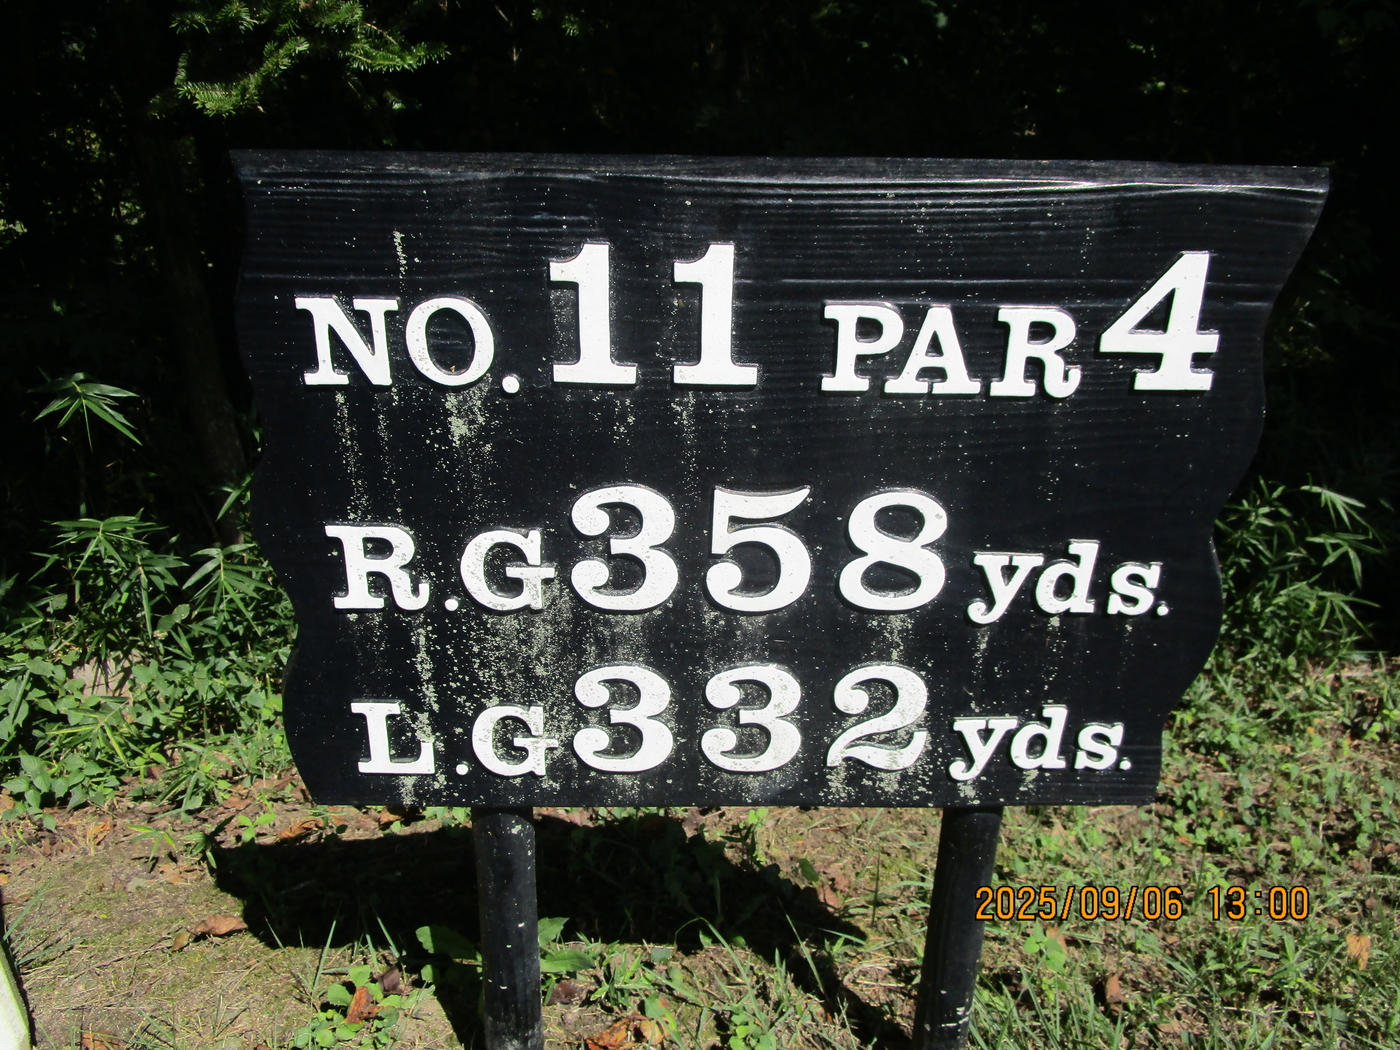 NO. 11 PAR 4
R.G 358 yds.
L.G 332 yds.
2025/09/06 13:00